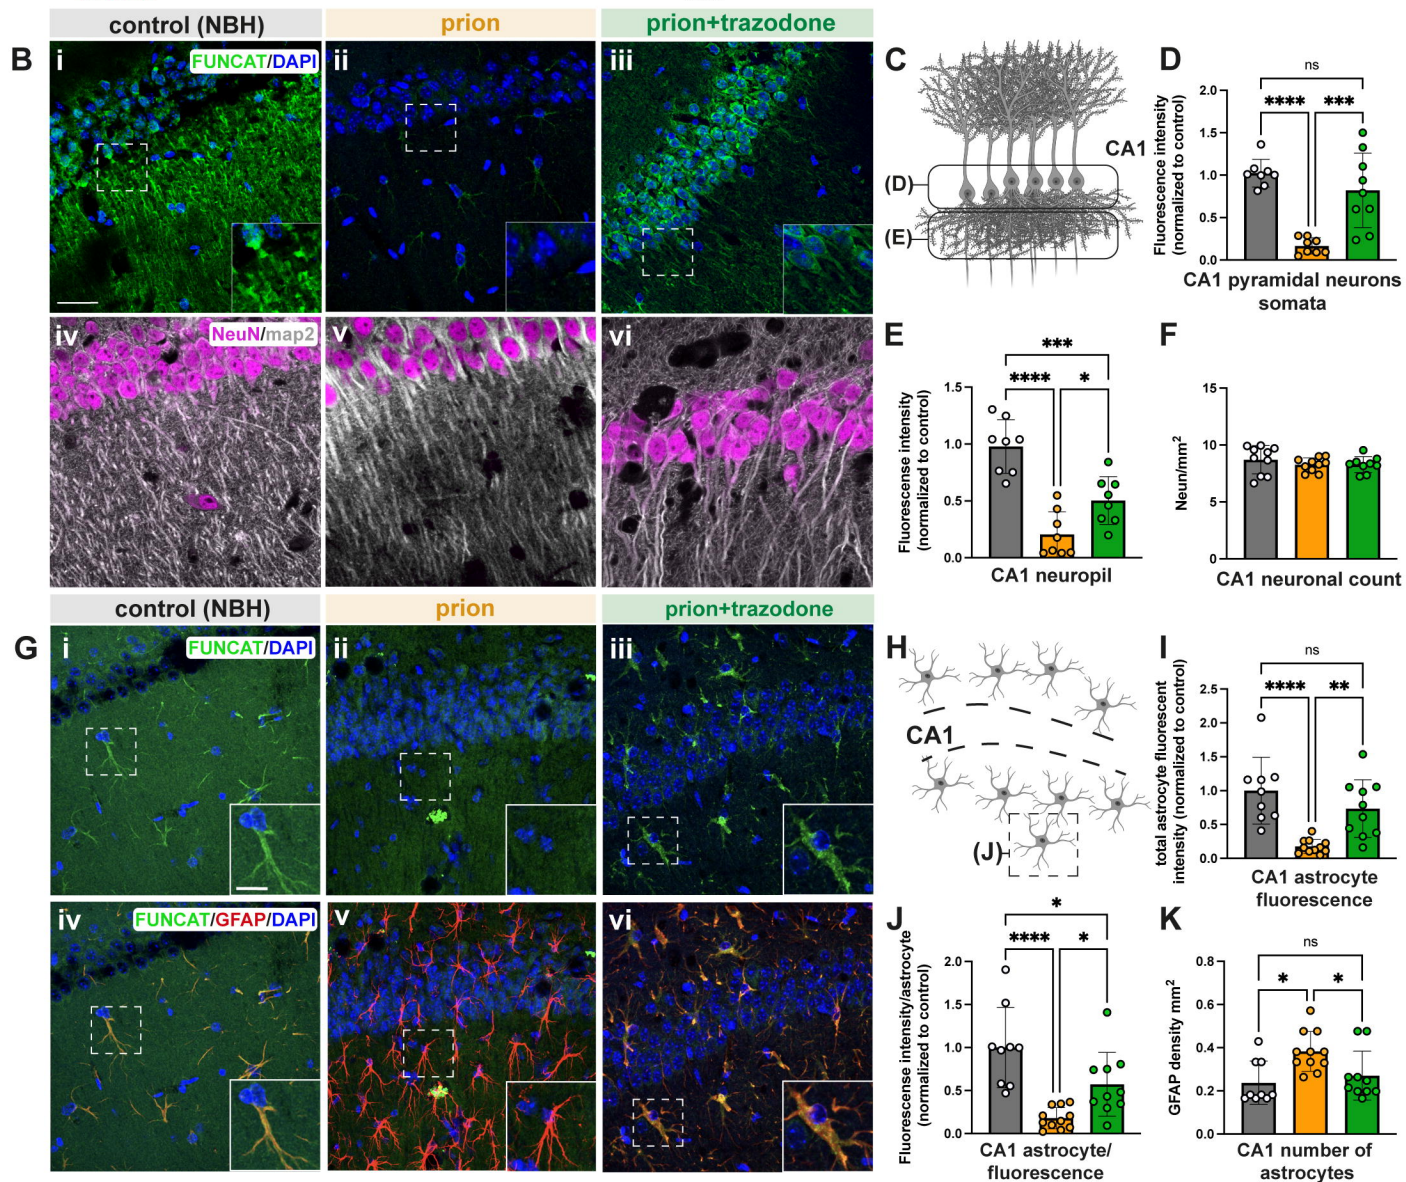 control (NBH)
prion
prion+trazodone
B
i
FUNCAT/DAPI
ii
iii
iv
NeuN/map2
v
vi
C
CA1
(D)
(E)
D
ns
****
***
Fluorescence intensity
(normalized to control)
2.0
1.5
1.0
0.5
0.0
CA1 pyramidal neurons
somata
E
***
****
*
Fluorescence intensity
(normalized to control)
1.5
1.0
0.5
0.0
CA1 neuropil
F
Neun/mm2
15
10
5
0
CA1 neuronal count
control (NBH)
prion
prion+trazodone
G
i
FUNCAT/DAPI
ii
iii
iv
FUNCAT/GFAP/DAPI
v
vi
H
CA1
(J)
I
ns
****
**
total astrocyte fluorescent
intensity (normalized to control)
2.5
2.0
1.5
1.0
0.5
0.0
CA1 astrocyte
fluorescence
J
*
****
*
Fluorescense intensity/astrocyte
(normalized to control)
2.0
1.5
1.0
0.5
0.0
CA1 astrocyte/
fluorescence
K
ns
*
*
GFAP density mm2
0.8
0.6
0.4
0.2
0.0
CA1 number of
astrocytes